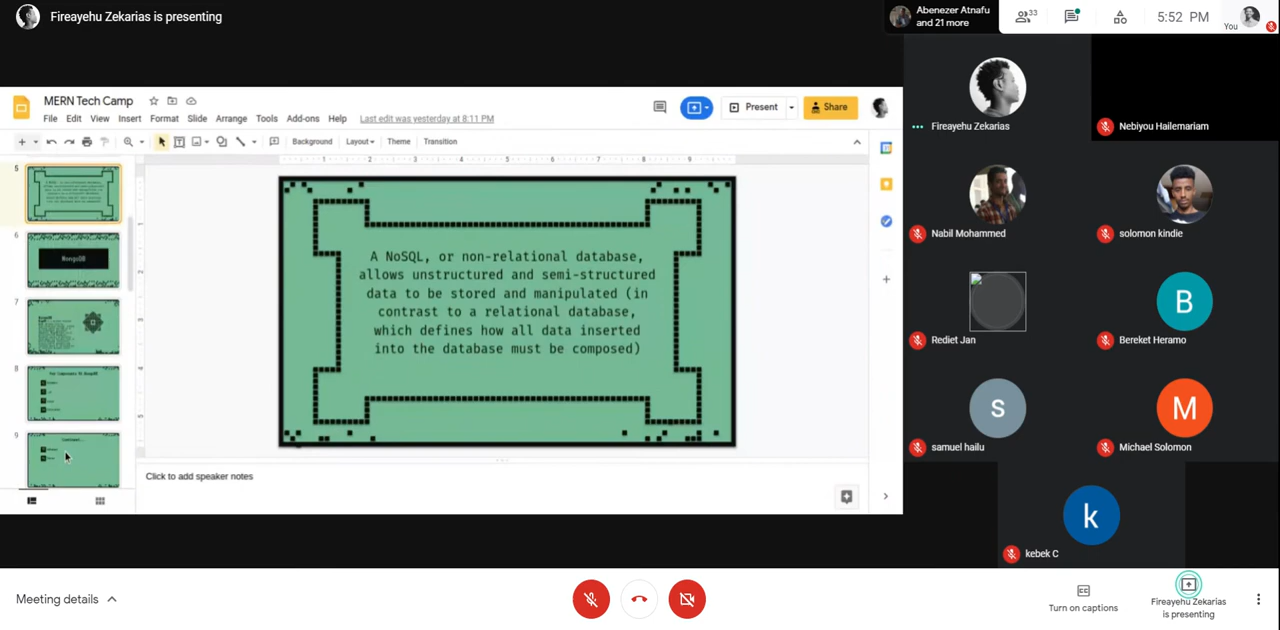 Fireayehu Zekarias is presenting
Abenezer Atnafu
and 21 more
33
5:52 PM
You
MERN Tech Camp
File Edit View Insert Format Slide Arrange Tools Add-ons Help Last edit was yesterday at 8:11 PM
Present
Share
Background Layout Theme Transition
5
6
MongoDB
7
8
9
A NoSQL, or non-relational database,
allows unstructured and semi-structured
data to be stored and manipulated (in
contrast to a relational database,
which defines how all data inserted
into the database must be composed)
Click to add speaker notes
Fireayehu Zekarias
Nebiyou Hailemariam
Nabil Mohammed
solomon kindie
Rediet Jan
B
Bereket Heramo
s
samuel hailu
M
Michael Solomon
k
kebek C
Meeting details
CC
Turn on captions
Fireayehu Zekarias
is presenting